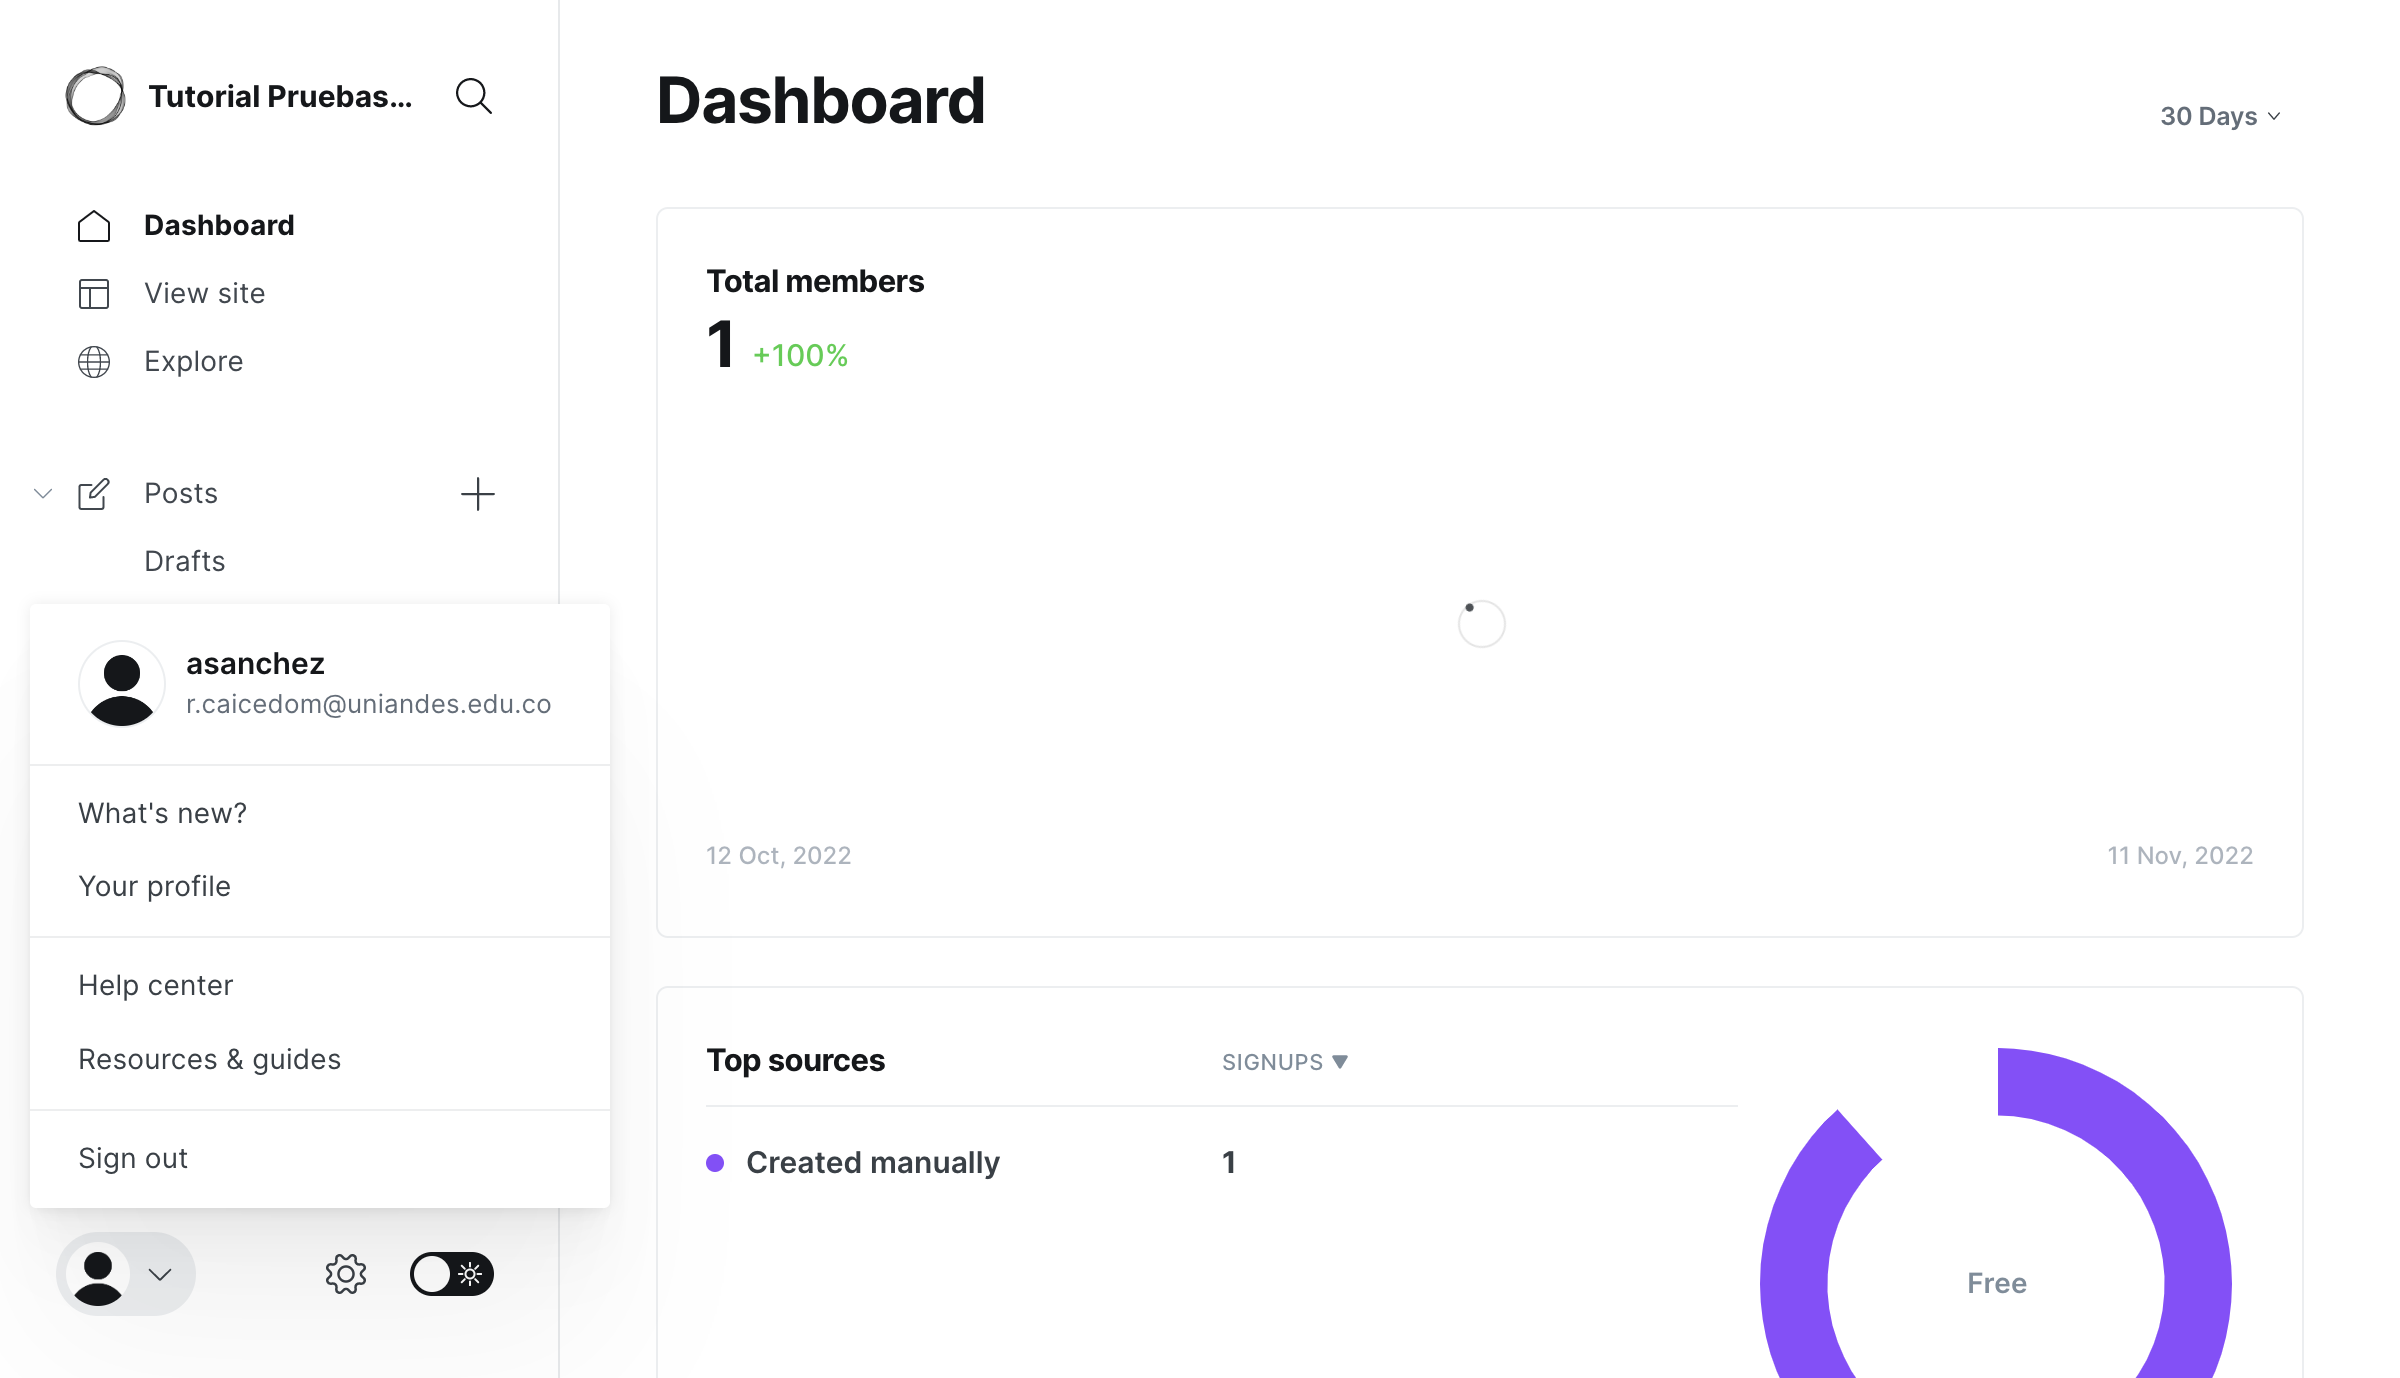 Tutorial Pruebas...
Dashboard
View site
Explore
Posts
Drafts
asanchez
r.caicedom@uniandes.edu.co
What's new?
Your profile
Help center
Resources & guides
Sign out
Dashboard
30 Days
Total members
1 +100%
12 Oct, 2022
11 Nov, 2022
Top sources
SIGNUPS
Created manually
1
Free